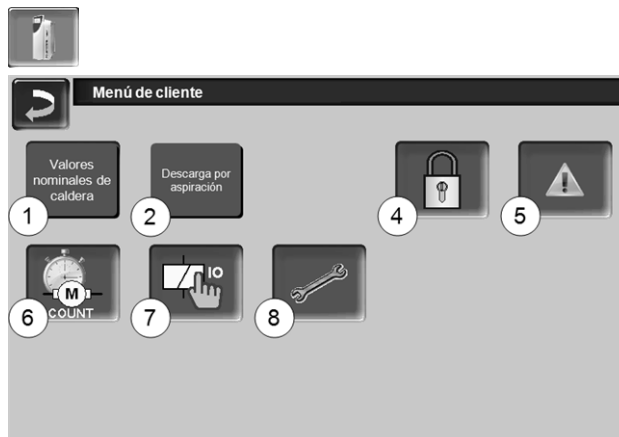 Menú de cliente
Valores
nominales de
caldera
1
Descarga por
aspiración
2
4
5
M
COUNT
6
IO
7
8